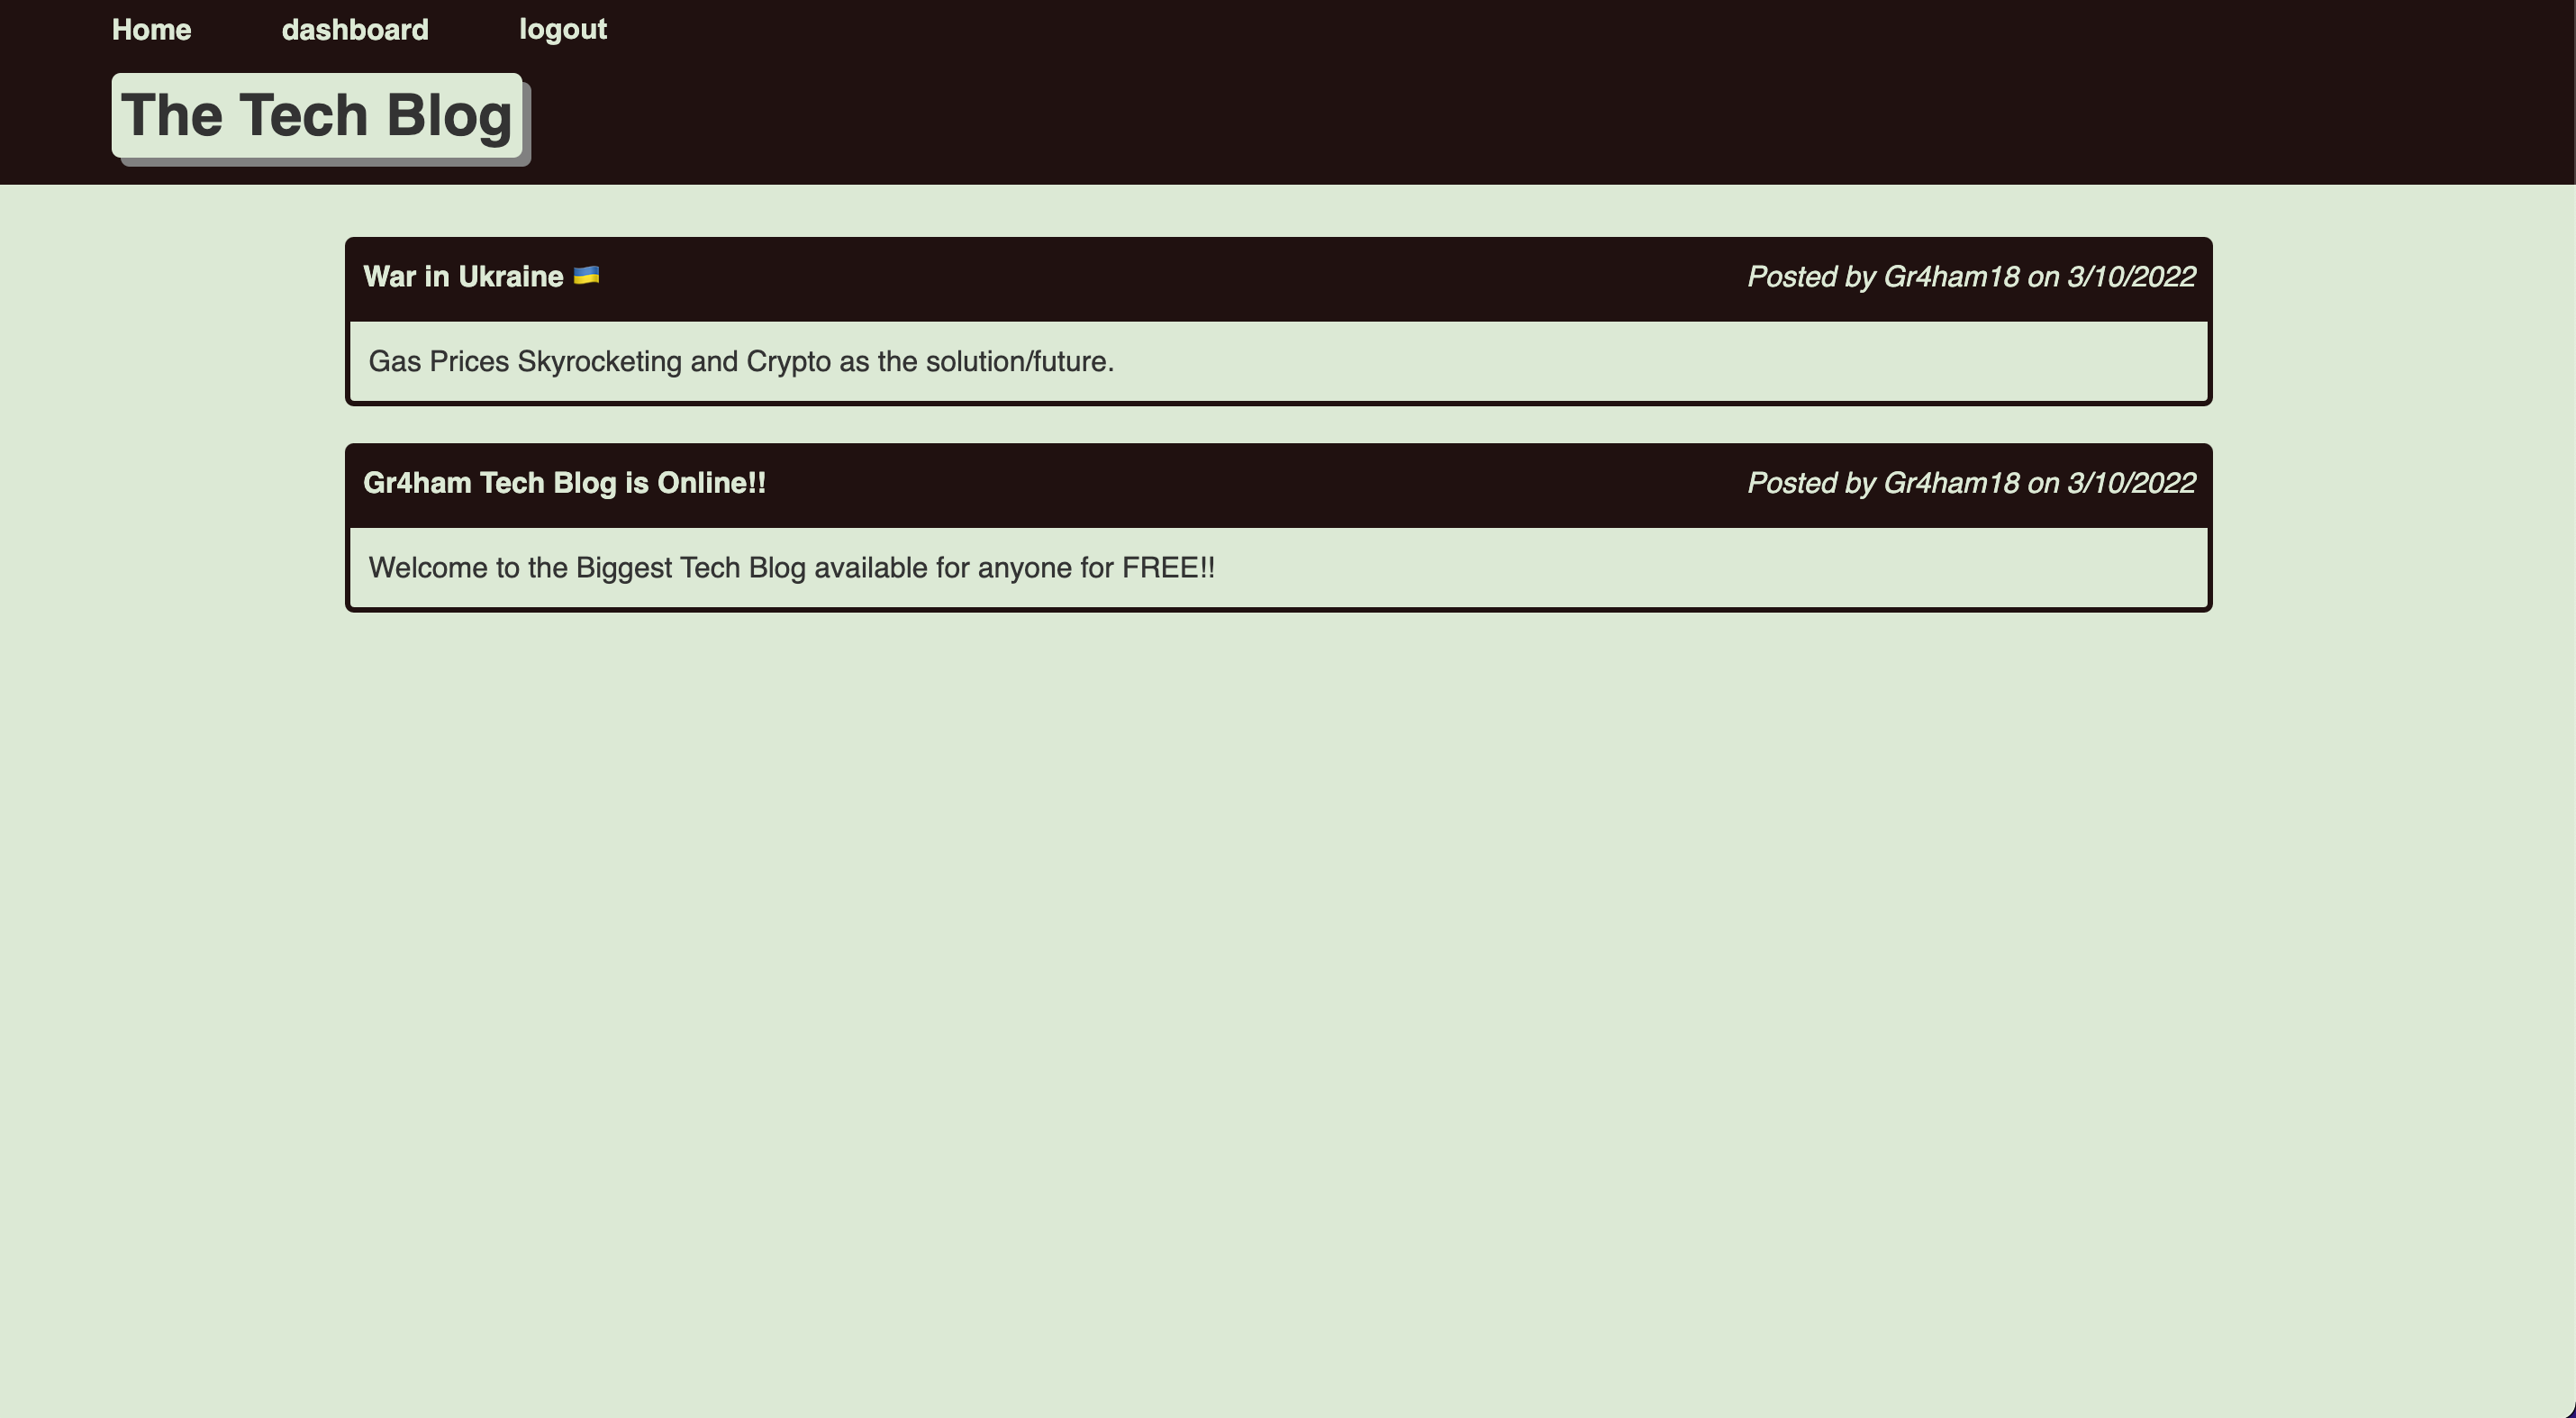 Home dashboard logout
The Tech Blog
War in Ukraine 🇺🇦 Posted by Gr4ham18 on 3/10/2022
Gas Prices Skyrocketing and Crypto as the solution/future.
Gr4ham Tech Blog is Online!! Posted by Gr4ham18 on 3/10/2022
Welcome to the Biggest Tech Blog available for anyone for FREE!!